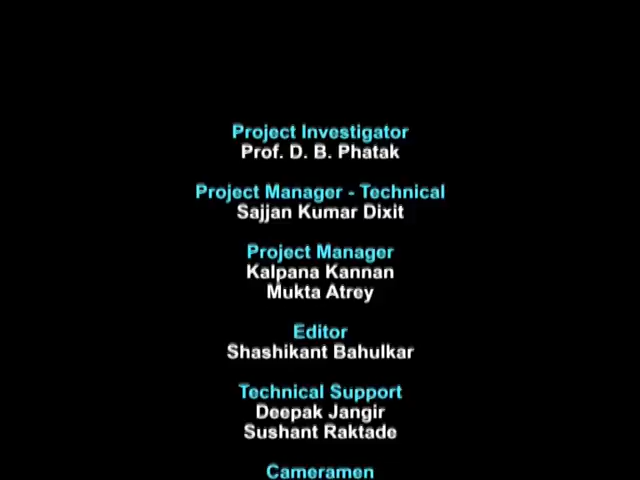 Project Investigator
Prof. D. B. Phatak
Project Manager - Technical
Sajjan Kumar Dixit
Project Manager
Kalpana Kannan
Mukta Atrey
Editor
Shashikant Bahulkar
Technical Support
Deepak Jangir
Sushant Raktade
Cameramen